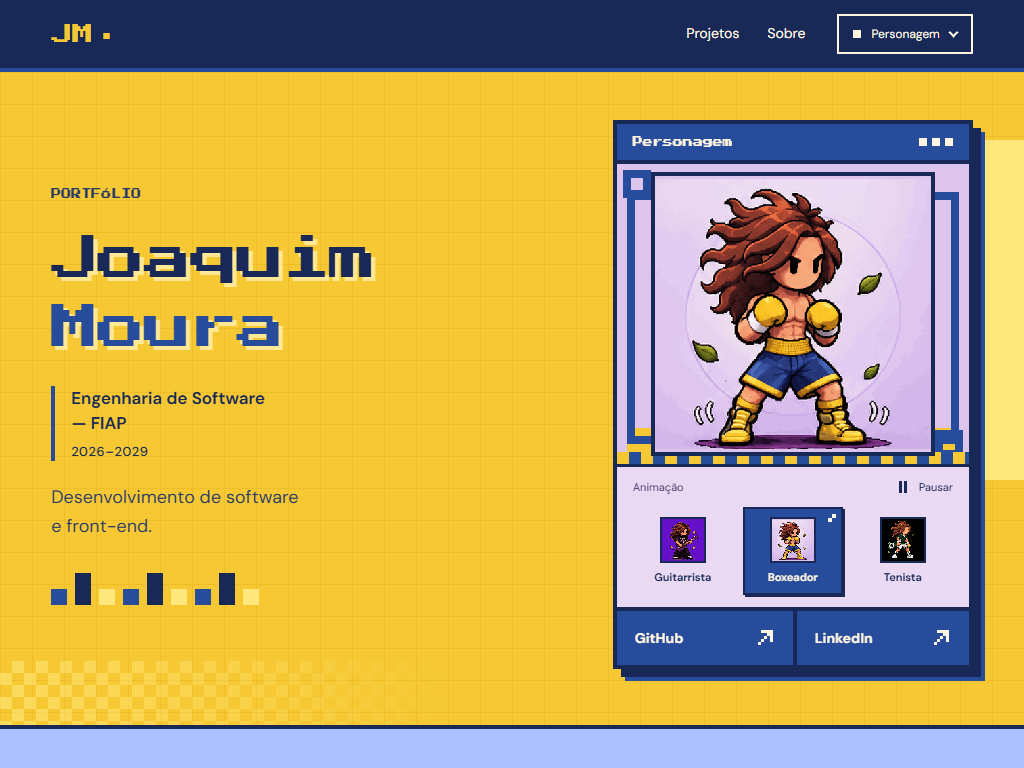 JM.
Projetos
Sobre
Personagem
PORTFóLIO
Joaquim
Moura
Engenharia de Software
— FIAP
2026–2029
Desenvolvimento de software
e front-end.
Personagem
Animação
Pausar
Guitarrista
Boxeador
Tenista
GitHub
LinkedIn